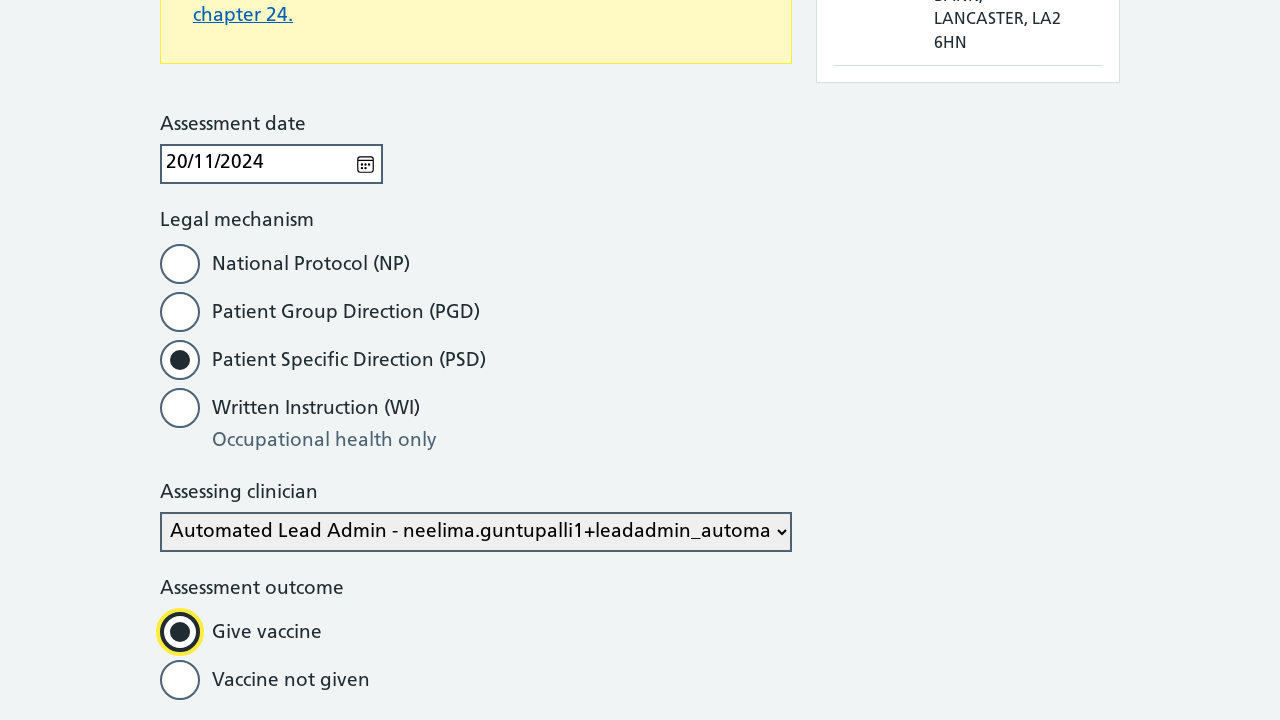 chapter 24.
LANCASTER, LA2
6HN
Assessment date
20/11/2024
Legal mechanism
National Protocol (NP)
Patient Group Direction (PGD)
Patient Specific Direction (PSD)
Written Instruction (WI)
Occupational health only
Assessing clinician
Automated Lead Admin - neelima.guntupalli1+leadadmin_automa
Assessment outcome
Give vaccine
Vaccine not given